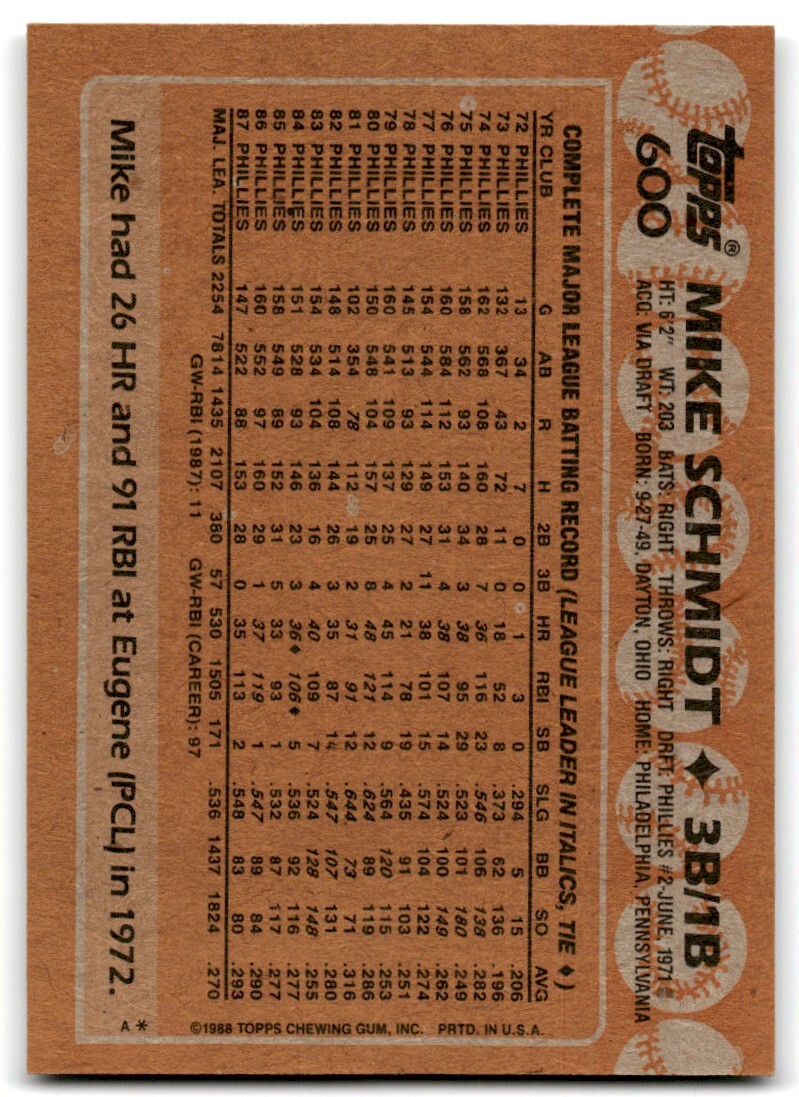 Topps®
600
MIKE SCHMIDT ♦ 3B/1B
HT: 6'2" WT: 203 BATS: RIGHT THROWS: RIGHT DRFT: PHILLIES #2-JUNE, 1971
ACQ: VIA DRAFT BORN: 9-27-49, DAYTON, OHIO HOME: PHILADELPHIA, PENNSYLVANIA
COMPLETE MAJOR LEAGUE BATTING RECORD (LEAGUE LEADER IN ITALICS, TIE ♦)
YR CLUB G AB R H 2B 3B HR RBI SB SLG BB SO AVG
72 PHILLIES 13 34 2 7 0 0 1 3 0 .294 5 15 .206
73 PHILLIES 132 367 43 72 11 0 18 52 8 .373 62 136 .196
74 PHILLIES 162 568 108 160 28 7 36 116 23 .546 106 138 .282
75 PHILLIES 158 562 93 140 34 3 38 95 29 .523 101 180 .249
76 PHILLIES 160 584 112 153 31 4 38 107 14 .524 100 149 .262
77 PHILLIES 154 544 114 149 27 11 38 101 15 .574 104 122 .274
78 PHILLIES 145 513 93 129 27 2 21 78 19 .435 91 103 .251
79 PHILLIES 160 541 109 137 25 4 45 114 9 .564 120 115 .253
80 PHILLIES 150 548 104 157 25 8 48 121 12 .624 89 119 .286
81 PHILLIES 102 354 78 112 19 2 31 91 12 .644 73 71 .316
82 PHILLIES 148 514 108 144 26 3 35 87 14 .547 107 131 .280
83 PHILLIES 154 534 104 136 16 4 40 109 7 .524 128 148 .255
84 PHILLIES 151 528 93 146 23 3 36♦ 106♦ 5 .536 92 116 .277
85 PHILLIES 158 549 89 152 31 5 33 93 1 .532 87 117 .277
86 PHILLIES 160 552 97 160 29 1 37 119 1 .547 89 84 .290
87 PHILLIES 147 522 88 153 28 0 35 113 2 .548 83 80 .293
MAJ. LEA. TOTALS 2254 7814 1435 2107 380 57 530 1505 171 .536 1437 1824 .270
GW-RBI (1987): 11 GW-RBI (CAREER): 97
©1988 TOPPS CHEWING GUM, INC. PRTD. IN U.S.A.
Mike had 26 HR and 91 RBI at Eugene (PCL) in 1972..
A *